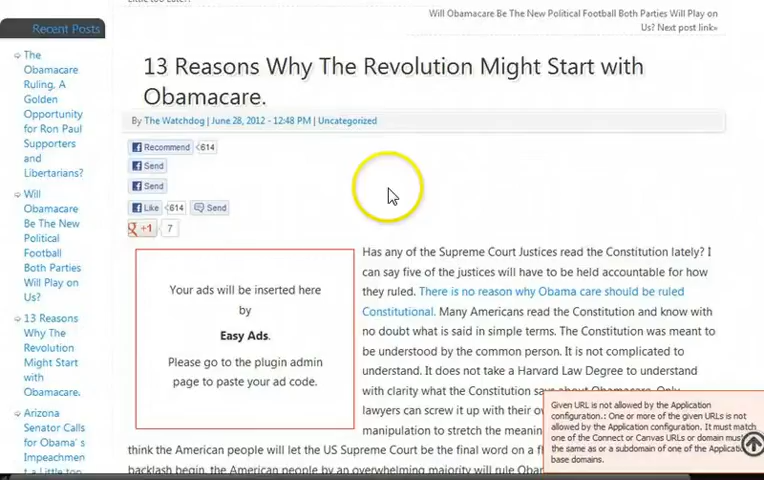 Will Obamacare Be The New Political Football Both Parties Will Play on
Us? Next post link»
Recent Posts
The
Obamacare
Ruling, A
Golden
Opportunity
for Ron Paul
Supporters
and
Libertarians?
Will
Obamacare
Be The New
Political
Football
Both Parties
Will Play on
Us?
13 Reasons
Why The
Revolution
Might Start
with
Obamacare.
Arizona
Senator Calls
for Obama's
Impeachmen
t a Little too
13 Reasons Why The Revolution Might Start with
Obamacare.
By The Watchdog | June 28, 2012 - 12:48 PM | Uncategorized
Recommend 614
Send
Send
Like 614 Send
+1 7
Your ads will be inserted here
by
Easy Ads.
Please go to the plugin admin
page to paste your ad code.
Has any of the Supreme Court Justices read the Constitution lately? I
can say five of the justices will have to be held accountable for how
they ruled. There is no reason why Obama care should be ruled
Constitutional. Many Americans read the Constitution and know with
no doubt what is said in simple terms. The Constitution was meant to
be understood by the common person. It is not complicated to
understand. It does not take a Harvard Law Degree to understand
with clarity what the Constitution says about Obamacare. Only
lawyers can screw it up with their
manipulation to stretch the
think the American people will let the US Supreme Court be the final word on a
backlash begin, the American people by an overwhelming majority will rule
Given URL is not allowed by the Application
configuration.: One or more of the given URLs is not
allowed by the Application configuration. It must match
one of the Connect or Canvas URLs or domain must
the same as or a subdomain of one of the
base domains.